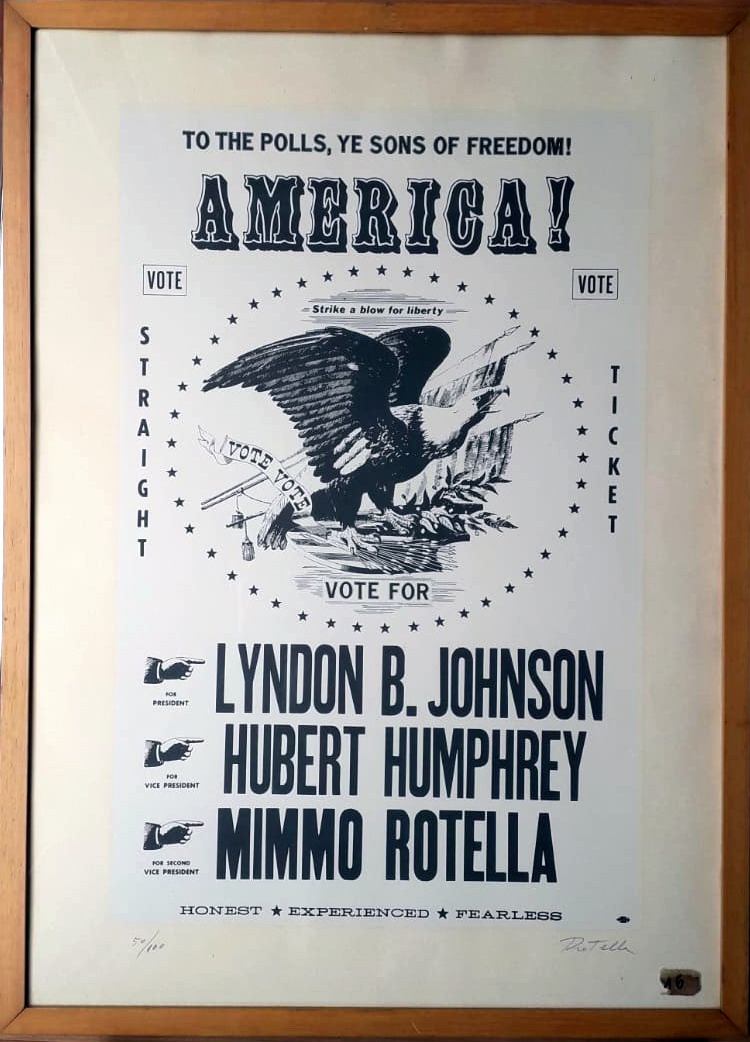 TO THE POLLS, YE SONS OF FREEDOM!
AMERICA!
VOTE
VOTE
Strike a blow for liberty
STRAIGHT
TICKET
VOTE VOTE
VOTE FOR
LYNDON B. JOHNSON
FOR
PRESIDENT
HUBERT HUMPHREY
FOR
VICE PRESIDENT
MIMMO ROTELLA
FOR SECOND
VICE PRESIDENT
HONEST ★ EXPERIENCED ★ FEARLESS
50/100
Rotella
16